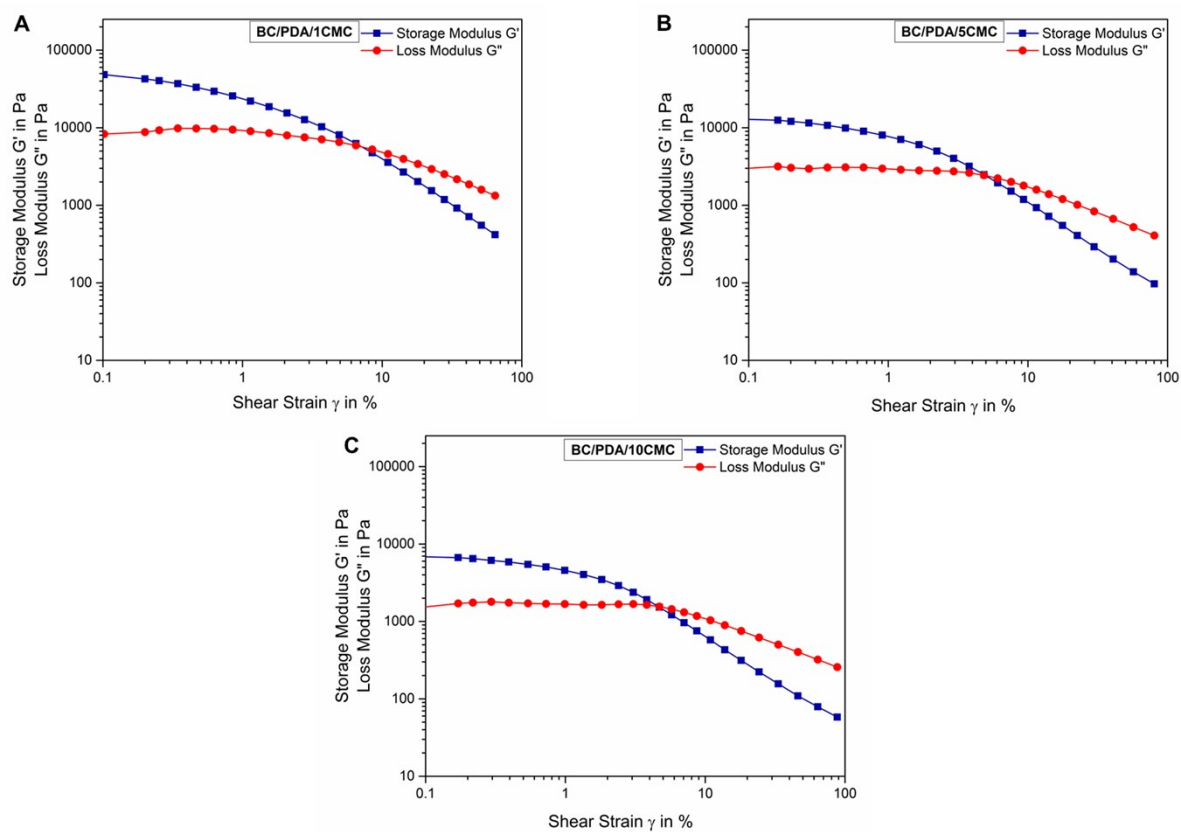 A
BC/PDA/1CMC
Storage Modulus G'
Loss Modulus G"
Storage Modulus G' in Pa
Loss Modulus G" in Pa
100000
10000
1000
100
10
0.1 1 10 100
Shear Strain γ in %
B
BC/PDA/5CMC
Storage Modulus G'
Loss Modulus G"
Storage Modulus G' in Pa
Loss Modulus G" in Pa
100000
10000
1000
100
10
0.1 1 10 100
Shear Strain γ in %
C
BC/PDA/10CMC
Storage Modulus G'
Loss Modulus G"
Storage Modulus G' in Pa
Loss Modulus G" in Pa
100000
10000
1000
100
10
0.1 1 10 100
Shear Strain γ in %